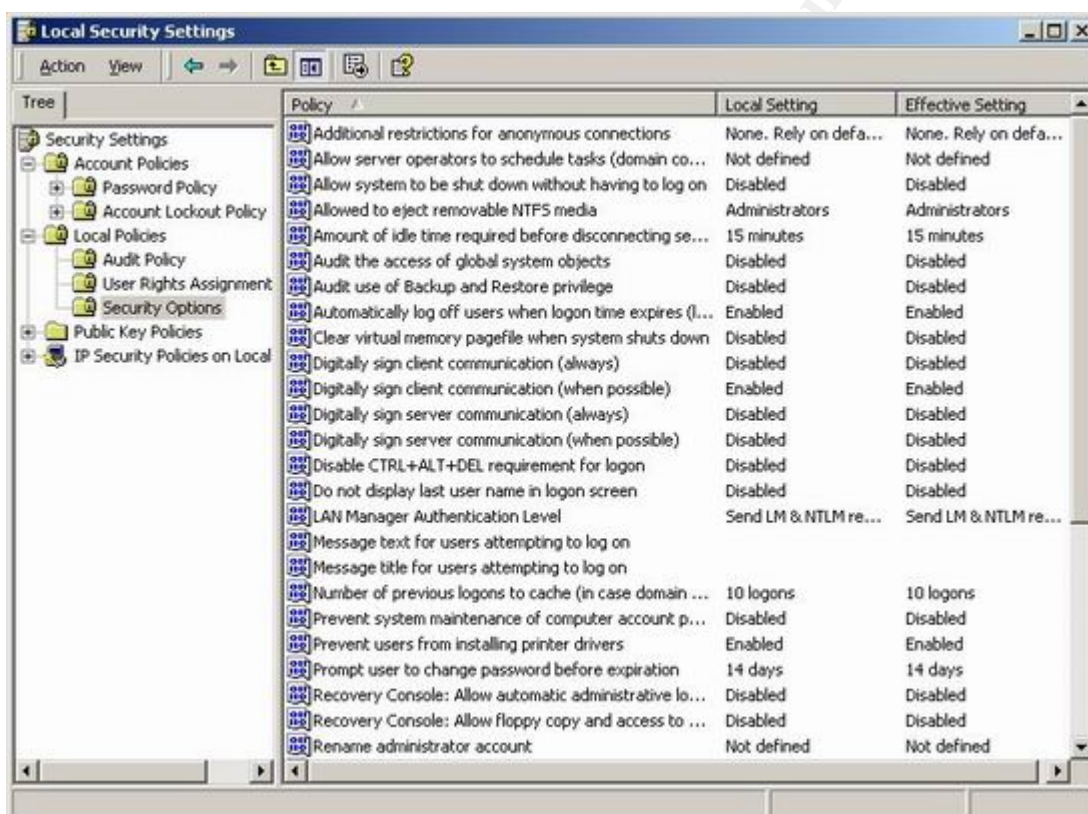 Local Security Settings
Action View
Tree
Security Settings
Account Policies
Password Policy
Account Lockout Policy
Local Policies
Audit Policy
User Rights Assignment
Security Options
Public Key Policies
IP Security Policies on Local
Policy Local Setting Effective Setting
Additional restrictions for anonymous connections None. Rely on defa... None. Rely on defa...
Allow server operators to schedule tasks (domain co... Not defined Not defined
Allow system to be shut down without having to log on Disabled Disabled
Allowed to eject removable NTFS media Administrators Administrators
Amount of idle time required before disconnecting se... 15 minutes 15 minutes
Audit the access of global system objects Disabled Disabled
Audit use of Backup and Restore privilege Disabled Disabled
Automatically log off users when logon time expires (l... Enabled Enabled
Clear virtual memory pagefile when system shuts down Disabled Disabled
Digitally sign client communication (always) Disabled Disabled
Digitally sign client communication (when possible) Enabled Enabled
Digitally sign server communication (always) Disabled Disabled
Digitally sign server communication (when possible) Disabled Disabled
Disable CTRL+ALT+DEL requirement for logon Disabled Disabled
Do not display last user name in logon screen Disabled Disabled
LAN Manager Authentication Level Send LM & NTLM re... Send LM & NTLM re...
Message text for users attempting to log on
Message title for users attempting to log on
Number of previous logons to cache (in case domain ... 10 logons 10 logons
Prevent system maintenance of computer account p... Disabled Disabled
Prevent users from installing printer drivers Enabled Enabled
Prompt user to change password before expiration 14 days 14 days
Recovery Console: Allow automatic administrative lo... Disabled Disabled
Recovery Console: Allow floppy copy and access to ... Disabled Disabled
Rename administrator account Not defined Not defined